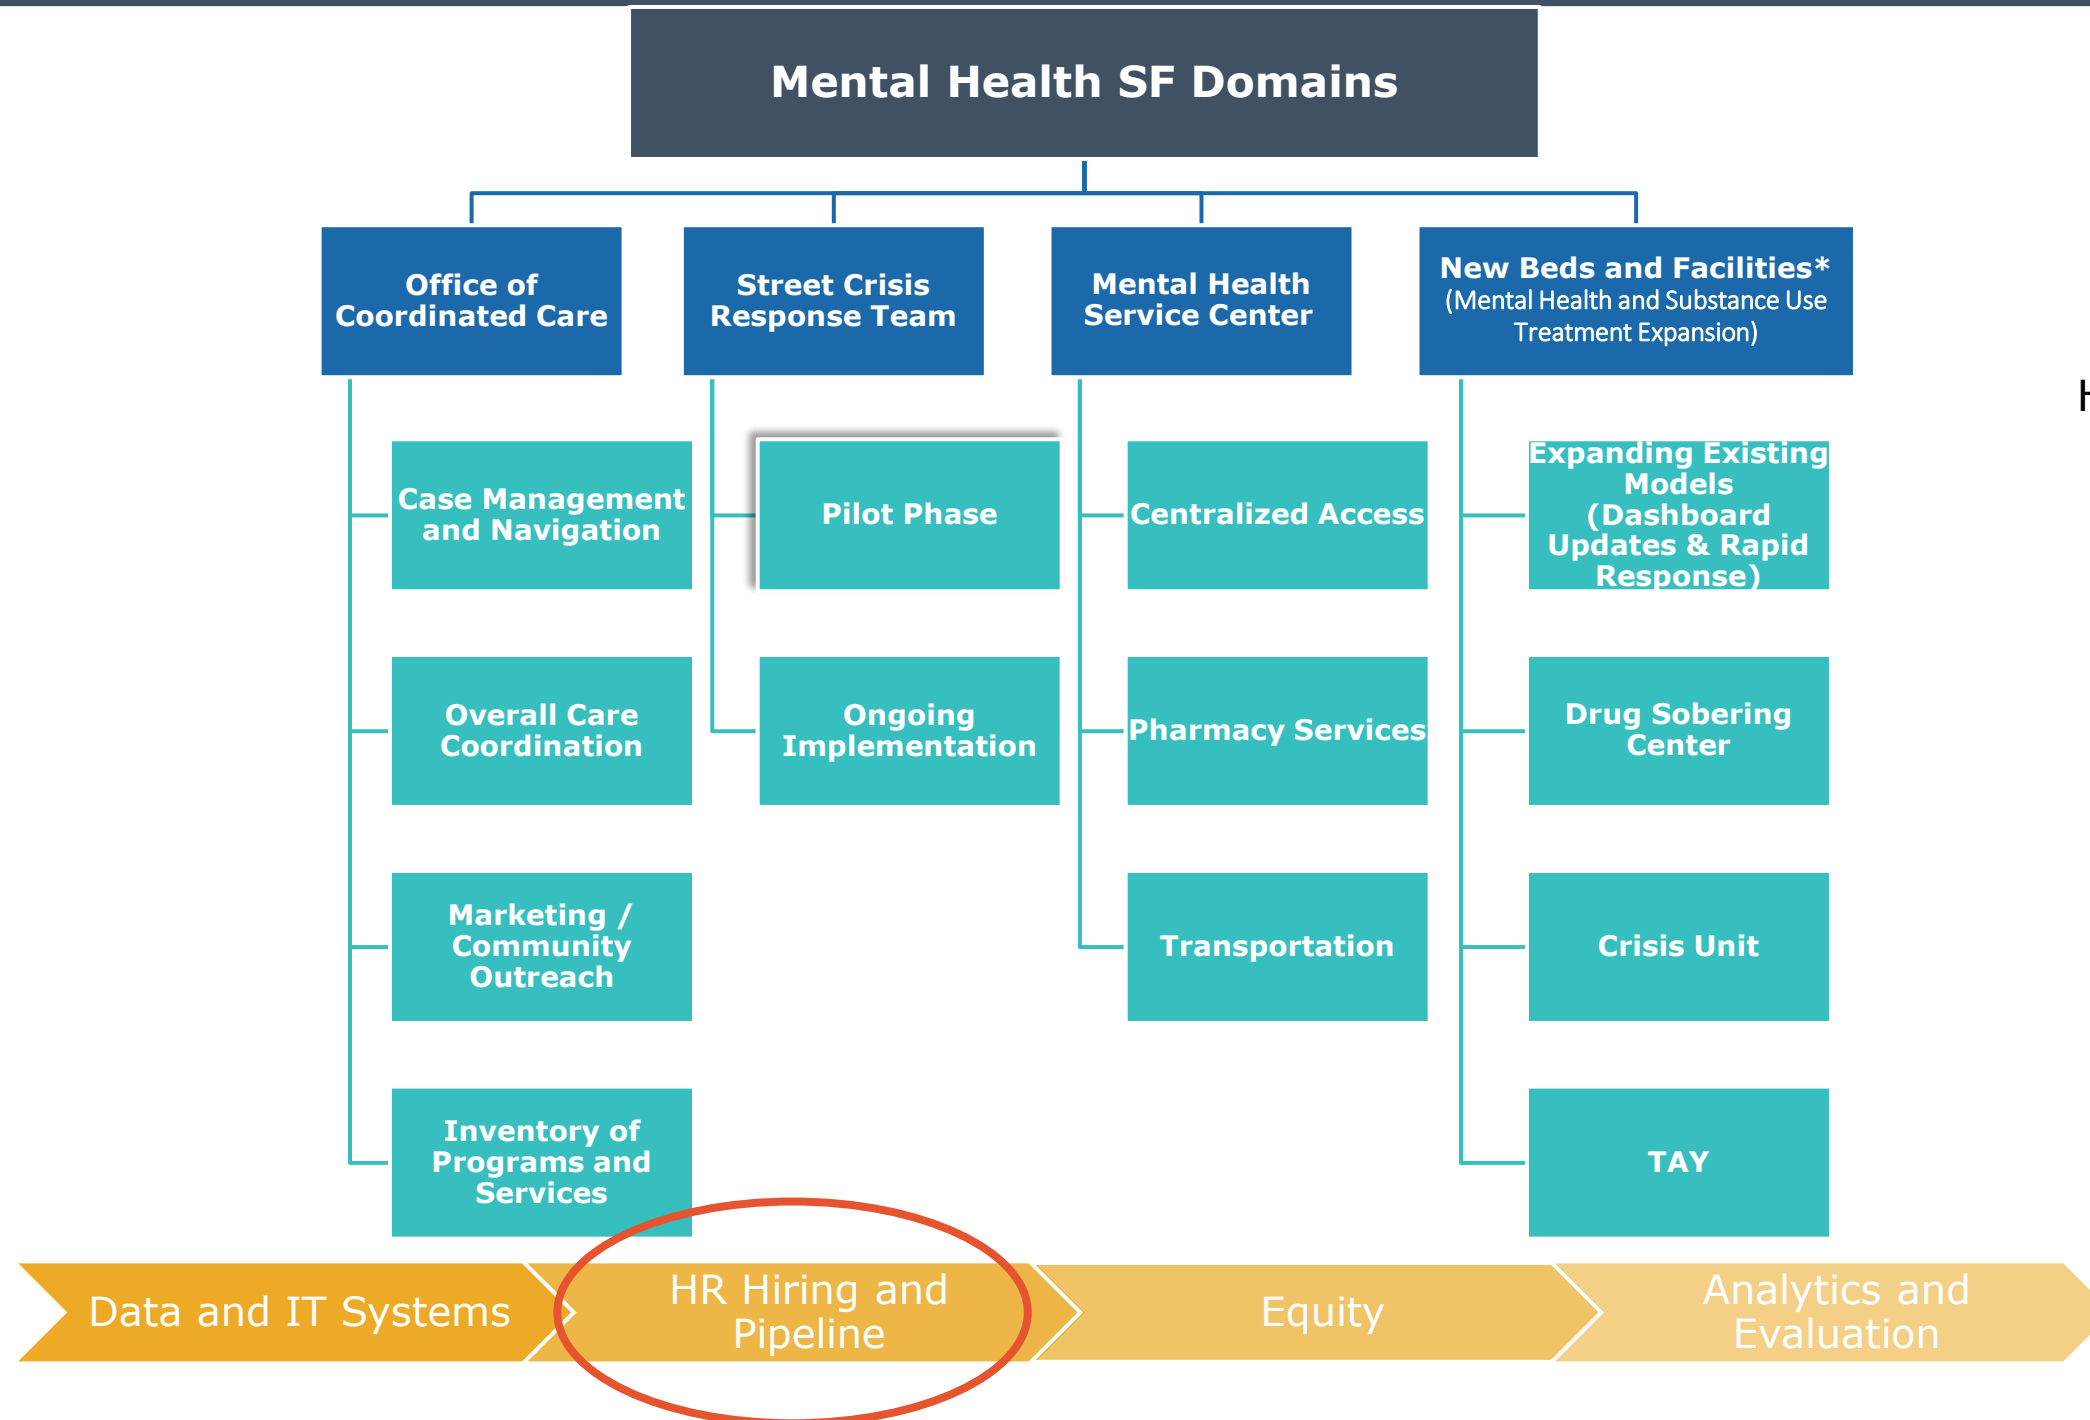 Mental Health SF Domains
Office of
Coordinated Care
Street Crisis
Response Team
Mental Health
Service Center
New Beds and Facilities*
(Mental Health and Substance Use
Treatment Expansion)
H
Case Management
and Navigation
Pilot Phase
Centralized Access
Expanding Existing
Models
(Dashboard
Updates & Rapid
Response)
Overall Care
Coordination
Ongoing
Implementation
Pharmacy Services
Drug Sobering
Center
Marketing /
Community
Outreach
Transportation
Crisis Unit
Inventory of
Programs and
Services
TAY
Data and IT Systems
HR Hiring and
Pipeline
Equity
Analytics and
Evaluation